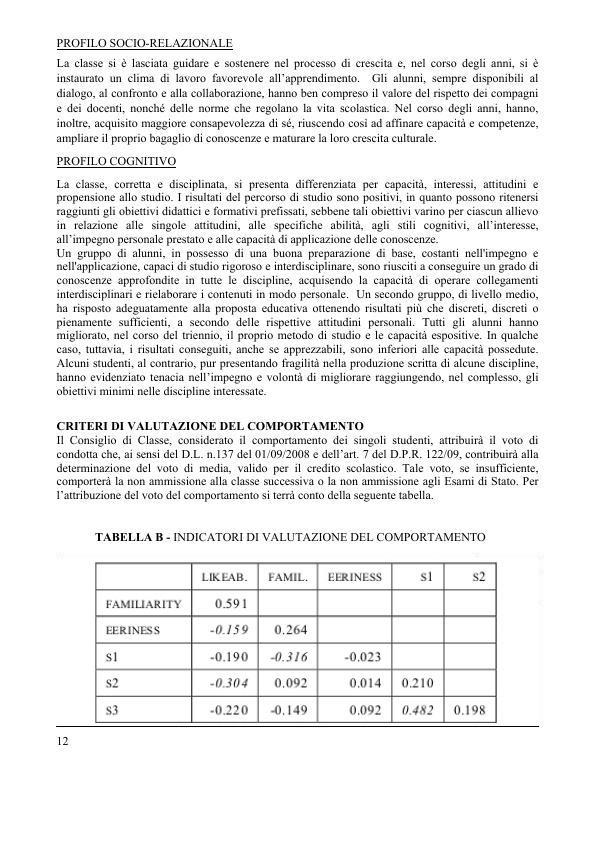 PROFILO SOCIO-RELAZIONALE
La classe si è lasciata guidare e sostenere nel processo di crescita e, nel corso degli anni, si è
instaurato un clima di lavoro favorevole all’apprendimento. Gli alunni, sempre disponibili al
dialogo, al confronto e alla collaborazione, hanno ben compreso il valore del rispetto dei compagni
e dei docenti, nonché delle norme che regolano la vita scolastica. Nel corso degli anni, hanno,
inoltre, acquisito maggiore consapevolezza di sé, riuscendo così ad affinare capacità e competenze,
ampliare il proprio bagaglio di conoscenze e maturare la loro crescita culturale.
PROFILO COGNITIVO
La classe, corretta e disciplinata, si presenta differenziata per capacità, interessi, attitudini e
propensione allo studio. I risultati del percorso di studio sono positivi, in quanto possono ritenersi
raggiunti gli obiettivi didattici e formativi prefissati, sebbene tali obiettivi varino per ciascun allievo
in relazione alle singole attitudini, alle specifiche abilità, agli stili cognitivi, all’interesse,
all’impegno personale prestato e alle capacità di applicazione delle conoscenze.
Un gruppo di alunni, in possesso di una buona preparazione di base, costanti nell'impegno e
nell'applicazione, capaci di studio rigoroso e interdisciplinare, sono riusciti a conseguire un grado di
conoscenze approfondite in tutte le discipline, acquisendo la capacità di operare collegamenti
interdisciplinari e rielaborare i contenuti in modo personale. Un secondo gruppo, di livello medio,
ha risposto adeguatamente alla proposta educativa ottenendo risultati più che discreti, discreti o
pienamente sufficienti, a secondo delle rispettive attitudini personali. Tutti gli alunni hanno
migliorato, nel corso del triennio, il proprio metodo di studio e le capacità espositive. In qualche
caso, tuttavia, i risultati conseguiti, anche se apprezzabili, sono inferiori alle capacità possedute.
Alcuni studenti, al contrario, pur presentando fragilità nella produzione scritta di alcune discipline,
hanno evidenziato tenacia nell’impegno e volontà di migliorare raggiungendo, nel complesso, gli
obiettivi minimi nelle discipline interessate.
CRITERI DI VALUTAZIONE DEL COMPORTAMENTO
Il Consiglio di Classe, considerato il comportamento dei singoli studenti, attribuirà il voto di
condotta che, ai sensi del D.L. n.137 del 01/09/2008 e dell’art. 7 del D.P.R. 122/09, contribuirà alla
determinazione del voto di media, valido per il credito scolastico. Tale voto, se insufficiente,
comporterà la non ammissione alla classe successiva o la non ammissione agli Esami di Stato. Per
l’attribuzione del voto del comportamento si terrà conto della seguente tabella.
TABELLA B - INDICATORI DI VALUTAZIONE DEL COMPORTAMENTO
LIKEAB. FAMIL. EERINESS s1 s2
FAMILIARITY 0.591
EERINESS -0.159 0.264
s1 -0.190 -0.316 -0.023
s2 -0.304 0.092 0.014 0.210
s3 -0.220 -0.149 0.092 0.482 0.198
12